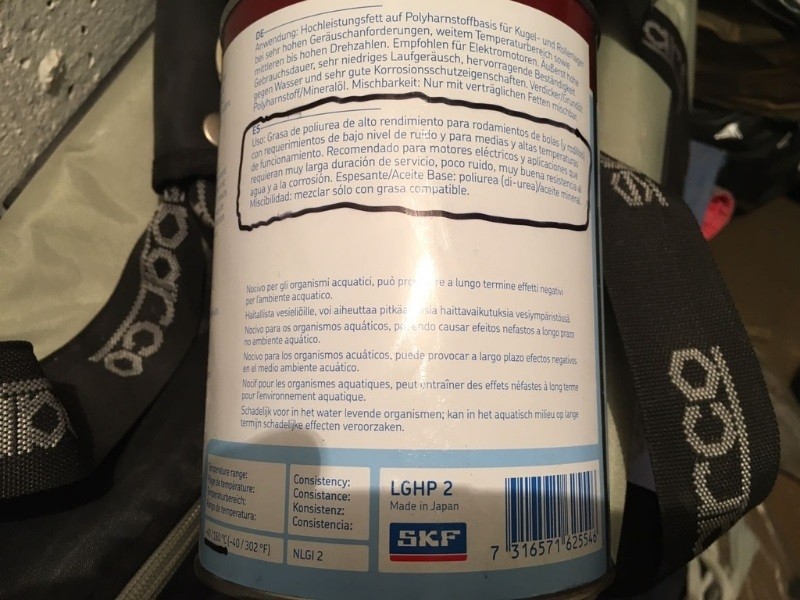 DE
Anwendung: Hochleistungsfett auf Polyharnstoffbasis für Kugel- und Rollenlager
bei sehr hohen Geräuschanforderungen, weitem Temperaturbereich sowie
mittleren bis hohen Drehzahlen. Empfohlen für Elektromotoren. Äußerst hohe
Gebrauchsdauer, sehr niedriges Laufgeräusch, hervorragende Beständigkeit
gegen Wasser und sehr gute Korrosionsschutzeigenschaften. Verdicker/Grundöl:
Polyharnstoff/Mineralöl. Mischbarkeit: Nur mit verträglichen Fetten mischbar.
ES
Uso: Grasa de poliurea de alto rendimiento para rodamientos de bolas (y rodillos)
con requerimientos de bajo nivel de ruido y para medias y altas temperaturas
de funcionamiento. Recomendado para motores eléctricos y aplicaciones que
requieran muy larga duración de servicio, poco ruido, muy buena resistencia al
agua y a la corrosión. Espesante/Aceite Base: poliurea (di-urea)/aceite mineral.
Miscibilidad: mezclar sólo con grasa compatible.
Nocivo per gli organismi acquatici, può provocare a lungo termine effetti negativi
per l'ambiente acquatico.
Haitallista vesieliöille, voi aiheuttaa haittavaikutuksia vesiympäristössä.
Nocivo para os organismos aquáticos, podendo causar efeitos nefastos a longo prazo
no ambiente aquático.
Nocivo para los organismos acuáticos, puede provocar a largo plazo efectos negativos
en el medio ambiente acuático.
Nocif pour les organismes aquatiques, peut entraîner des effets néfastes à long terme
pour l'environnement aquatique.
Schadelijk voor in het water levende organismen; kan in het aquatisch milieu op lange
termijn schadelijke effecten veroorzaken.
Temperature range:
Plage de température:
Temperaturbereich:
Rango de temperatura:
(-40/302 °F)
Consistency:
Consistance:
Konsistenz:
Consistencia:
NLGI 2
LGHP 2
Made in Japan
SKF
7 316571 625546
sparco
sparco